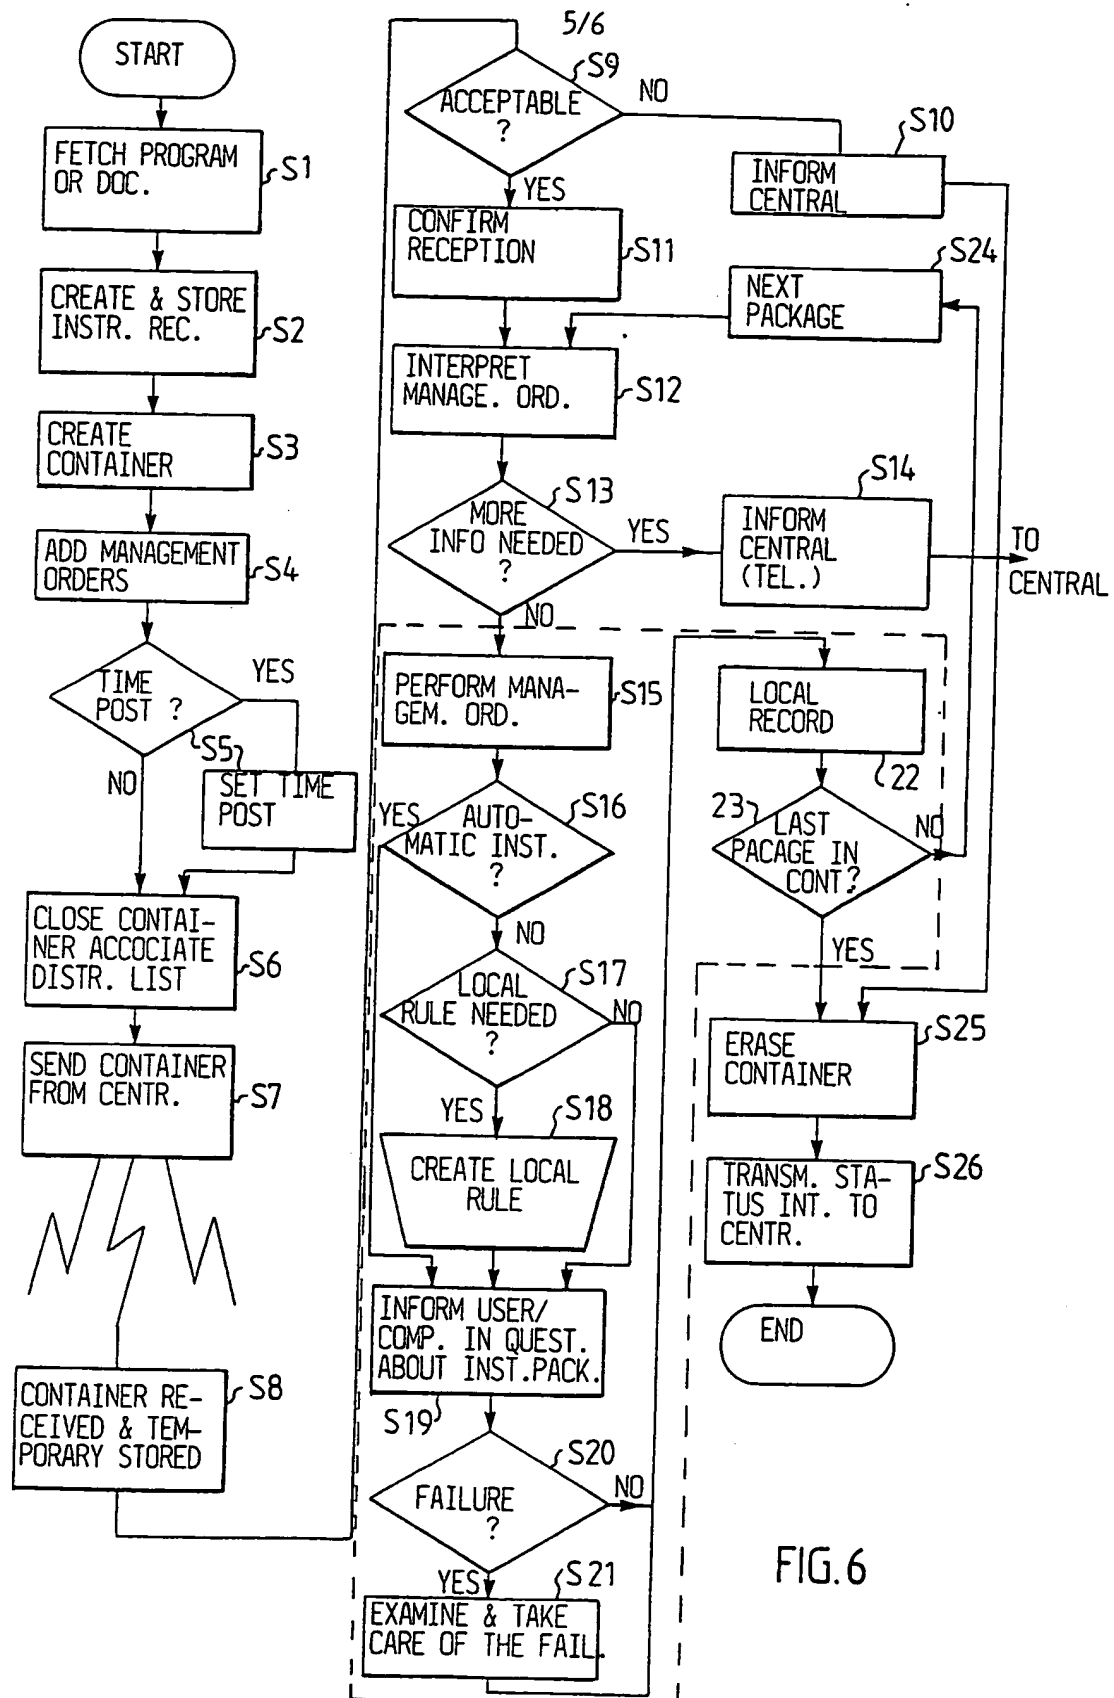 5/6
START
FETCH PROGRAM
OR DOC.
S1
CREATE & STORE
INSTR. REC.
S2
CREATE
CONTAINER
S3
ADD MANAGEMENT
ORDERS
S4
TIME
POST ?
YES
S5
NO
SET TIME
POST
CLOSE CONTAI-
NER ACCOCIATE
DISTR. LIST
S6
SEND CONTAINER
FROM CENTR.
S7
CONTAINER RE-
CEIVED & TEM-
PORARY STORED
S8
ACCEPTABLE
?
S9
NO
YES
INFORM
CENTRAL
S10
CONFIRM
RECEPTION
S11
NEXT
PACKAGE
S24
INTERPRET
MANAGE. ORD.
S12
MORE
INFO NEEDED
?
S13
YES
NO
INFORM
CENTRAL
(TEL.)
S14
TO
CENTRAL
PERFORM MANA-
GEM. ORD.
S15
AUTO-
MATIC INST.
?
S16
YES
NO
LOCAL
RULE NEEDED
?
S17
NO
YES
CREATE LOCAL
RULE
S18
INFORM USER/
COMP. IN QUEST.
ABOUT INST.PACK.
S19
FAILURE
?
S20
NO
YES
EXAMINE & TAKE
CARE OF THE FAIL.
S21
LOCAL
RECORD
22
LAST
PACAGE IN
CONT?
23
NO
YES
ERASE
CONTAINER
S25
TRANSM. STA-
TUS INT. TO
CENTR.
S26
END
FIG.6